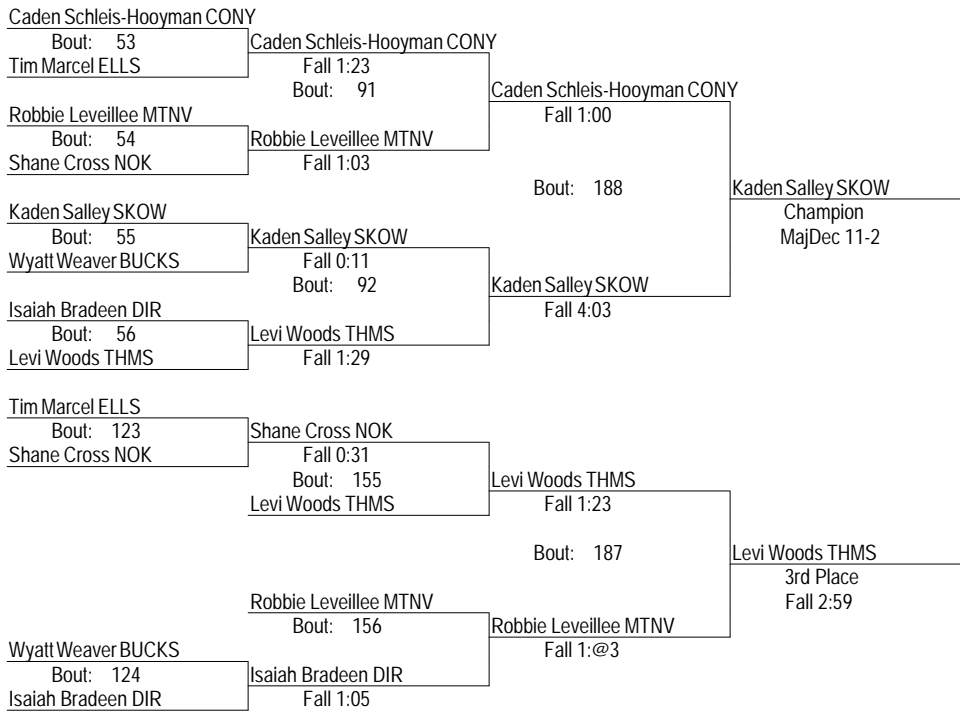 Caden Schleis-Hooyman CONY
Bout: 53
Caden Schleis-Hooyman CONY
Tim Marcel ELLS
Fall 1:23
Bout: 91
Caden Schleis-Hooyman CONY
Robbie Leveillee MTNV
Fall 1:00
Bout: 54
Robbie Leveillee MTNV
Shane Cross NOK
Fall 1:03
Bout: 188
Kaden Salley SKOW
Kaden Salley SKOW
Champion
Bout: 55
Kaden Salley SKOW
MajDec 11-2
Wyatt Weaver BUCKS
Fall 0:11
Bout: 92
Kaden Salley SKOW
Isaiah Bradeen DIR
Fall 4:03
Bout: 56
Levi Woods THMS
Levi Woods THMS
Fall 1:29
Tim Marcel ELLS
Bout: 123
Shane Cross NOK
Shane Cross NOK
Fall 0:31
Bout: 155
Levi Woods THMS
Levi Woods THMS
Fall 1:23
Bout: 187
Levi Woods THMS
3rd Place
Fall 2:59
Robbie Leveillee MTNV
Bout: 156
Robbie Leveillee MTNV
Wyatt Weaver BUCKS
Fall 1:@3
Bout: 124
Isaiah Bradeen DIR
Isaiah Bradeen DIR
Fall 1:05